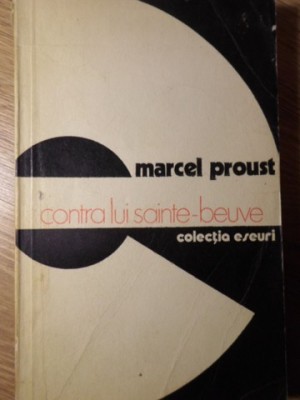 marcel proust
contra lui sainte-beuve
colecția eseuri